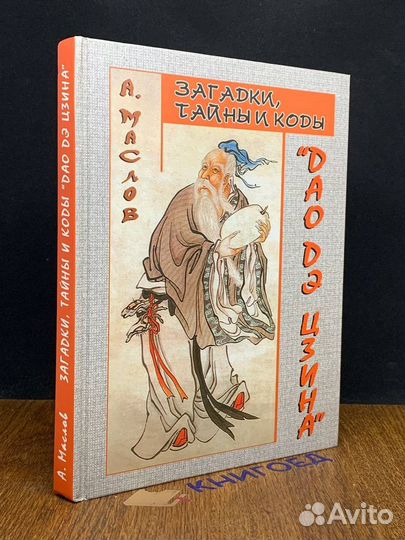 А. Маслов ЗАГАДКИ, ТАЙНЫ И КОДЫ "ДАО ДЭ ЦЗИНА"
А. МАСЛОВ
ЗАГАДКИ,
ТАЙНЫ И КОДЫ
"ДАО ДЭ ЦЗИНА"
КНИГОЕД
Avito